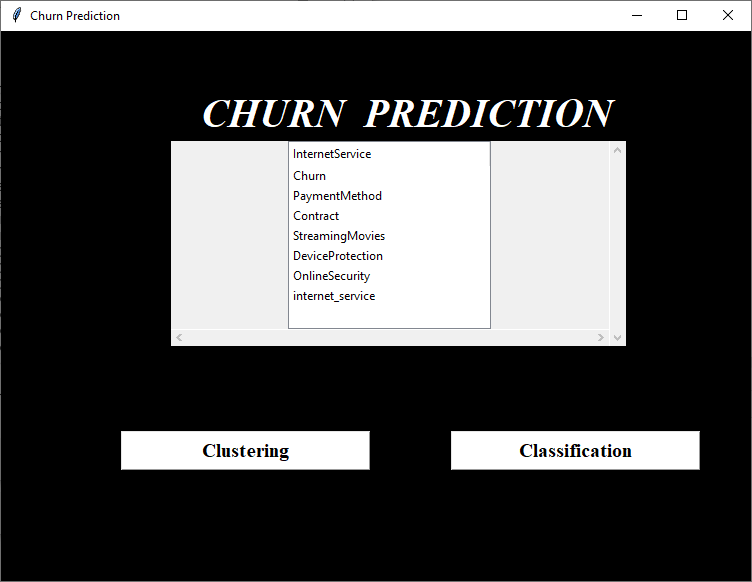 Churn Prediction
CHURN PREDICTION
InternetService
Churn
PaymentMethod
Contract
StreamingMovies
DeviceProtection
OnlineSecurity
internet_service
Clustering
Classification